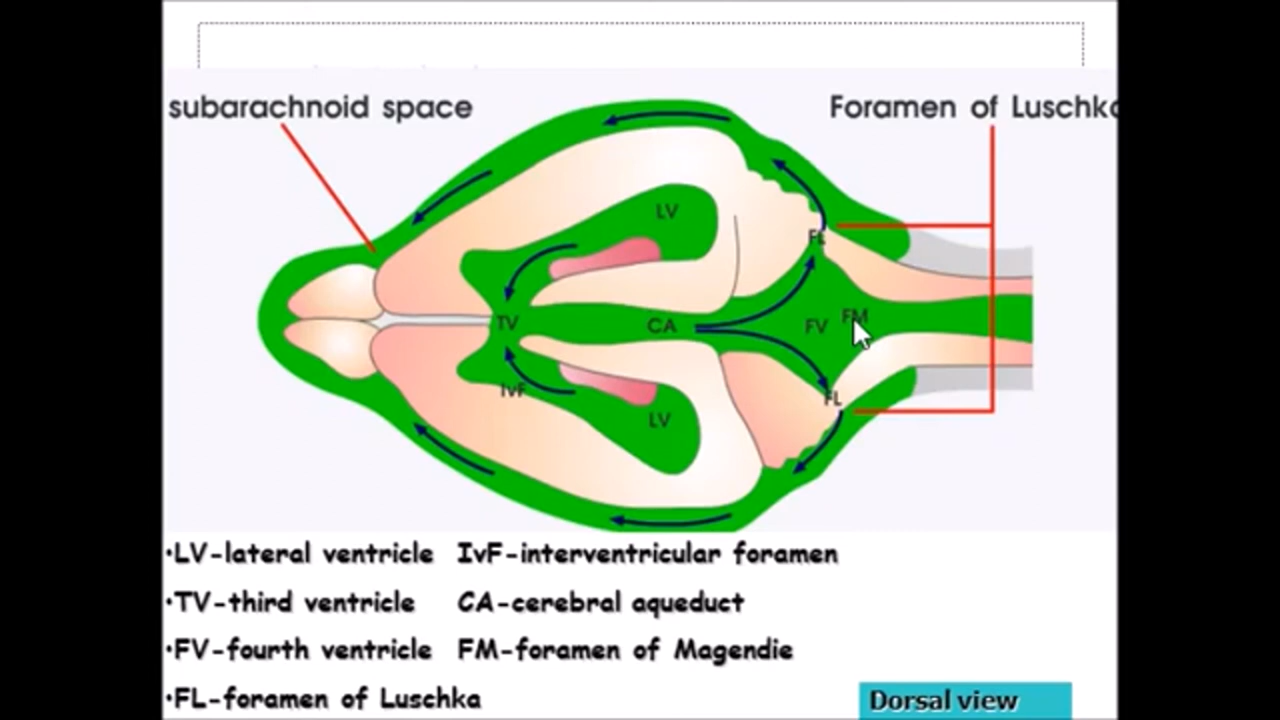 subarachnoid space
Foramen of Luschka
LV
FL
TV
CA
FV
FM
IvF
FL
LV
•LV-lateral ventricle IvF-interventricular foramen
•TV-third ventricle CA-cerebral aqueduct
•FV-fourth ventricle FM-foramen of Magendie
•FL-foramen of Luschka
Dorsal view